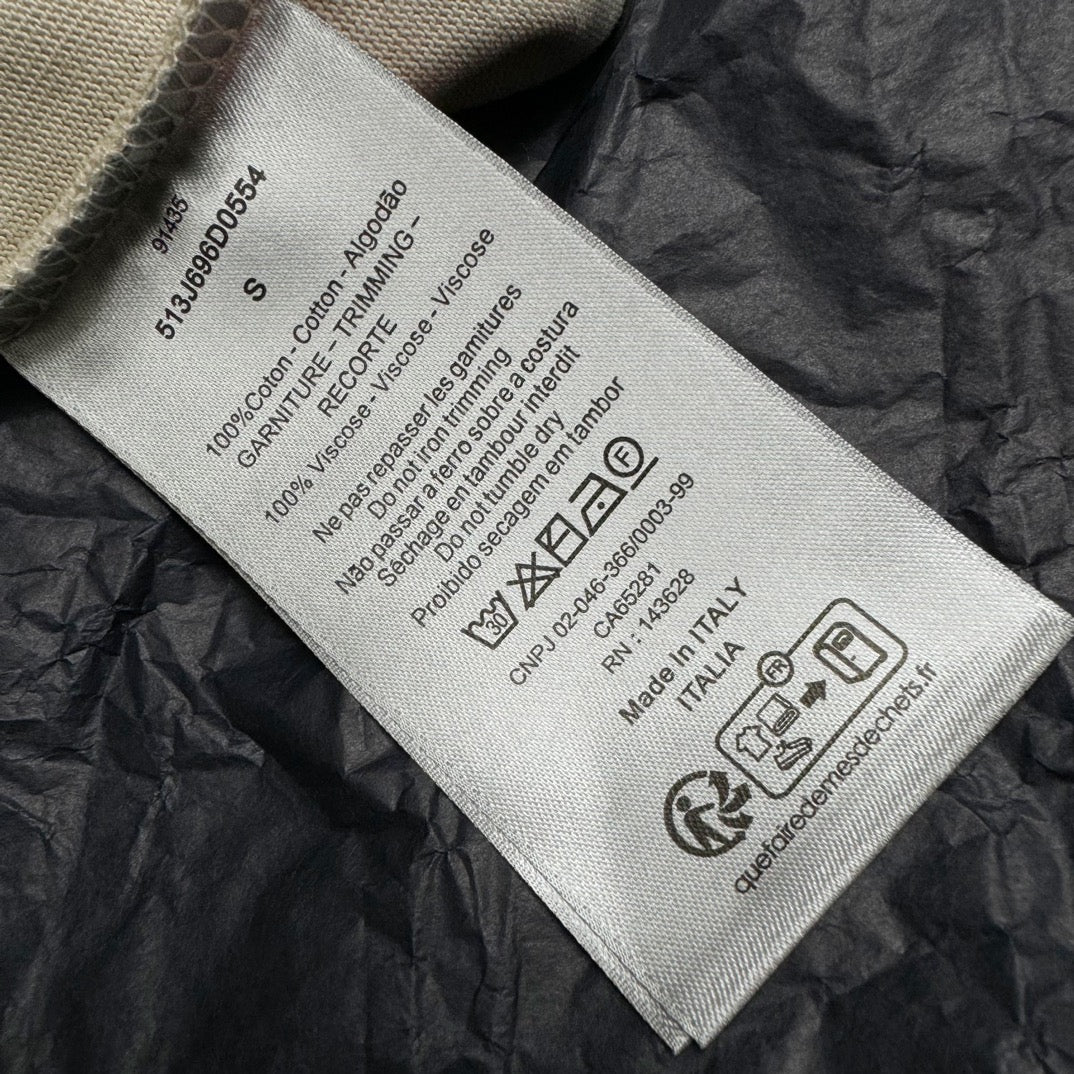 91435
513J696D0554
S
100%Coton - Cotton - Algodão
GARNITURE – TRIMMING –
RECORTE
100% Viscose - Viscose - Viscose
Ne pas repasser les garnitures
Do not iron trimming
Não passar a ferro sobre a costura
Séchage en tambour interdit
Do not tumble dry
Proibido secagem em tambor
30 F
CNPJ 02-046-366/0003-99
CA65281
RN : 143628
Made In ITALY
ITALIA
FR
quefairedemesdechets.fr